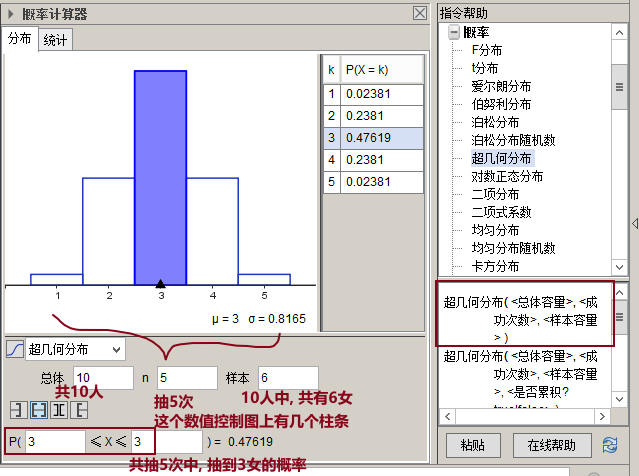 概率计算器
分布 统计
k P(X = k)
1 0.02381
2 0.2381
3 0.47619
4 0.2381
5 0.02381
1 2 3 4 5
μ = 3 σ = 0.8165
超几何分布
总体 10 n 5 样本 6
共10人
抽5次
10人中, 共有6女
这个数值控制图上有几个柱条
P( 3 ≤ X ≤ 3 ) = 0.47619
共抽5次中, 抽到3女的概率
指令帮助
概率
F分布
t分布
爱尔朗分布
伯努利分布
泊松分布
泊松分布随机数
超几何分布
对数正态分布
二项分布
二项式系数
均匀分布
均匀分布随机数
卡方分布
超几何分布( <总体容量>, <成
功次数>, <样本容量
> )
超几何分布( <总体容量>, <成
功次数>, <样本容量
>, <是否累积?
true|false> )
粘贴 在线帮助